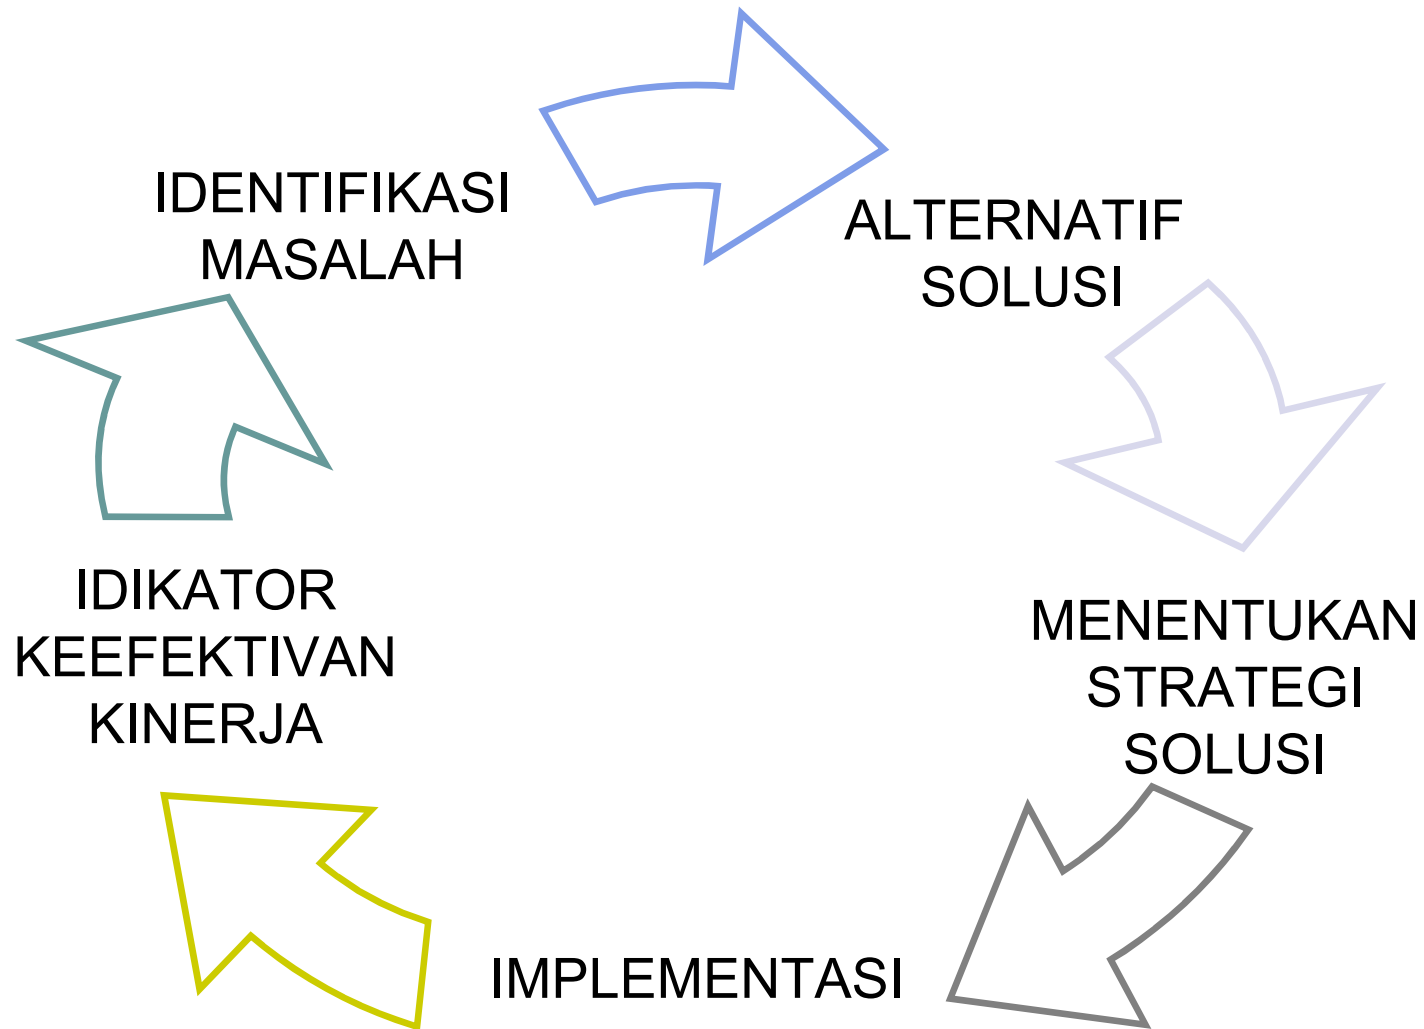 IDENTIFIKASI
MASALAH
ALTERNATIF
SOLUSI
MENENTUKAN
STRATEGI
SOLUSI
IMPLEMENTASI
IDIKATOR
KEEFEKTIVAN
KINERJA